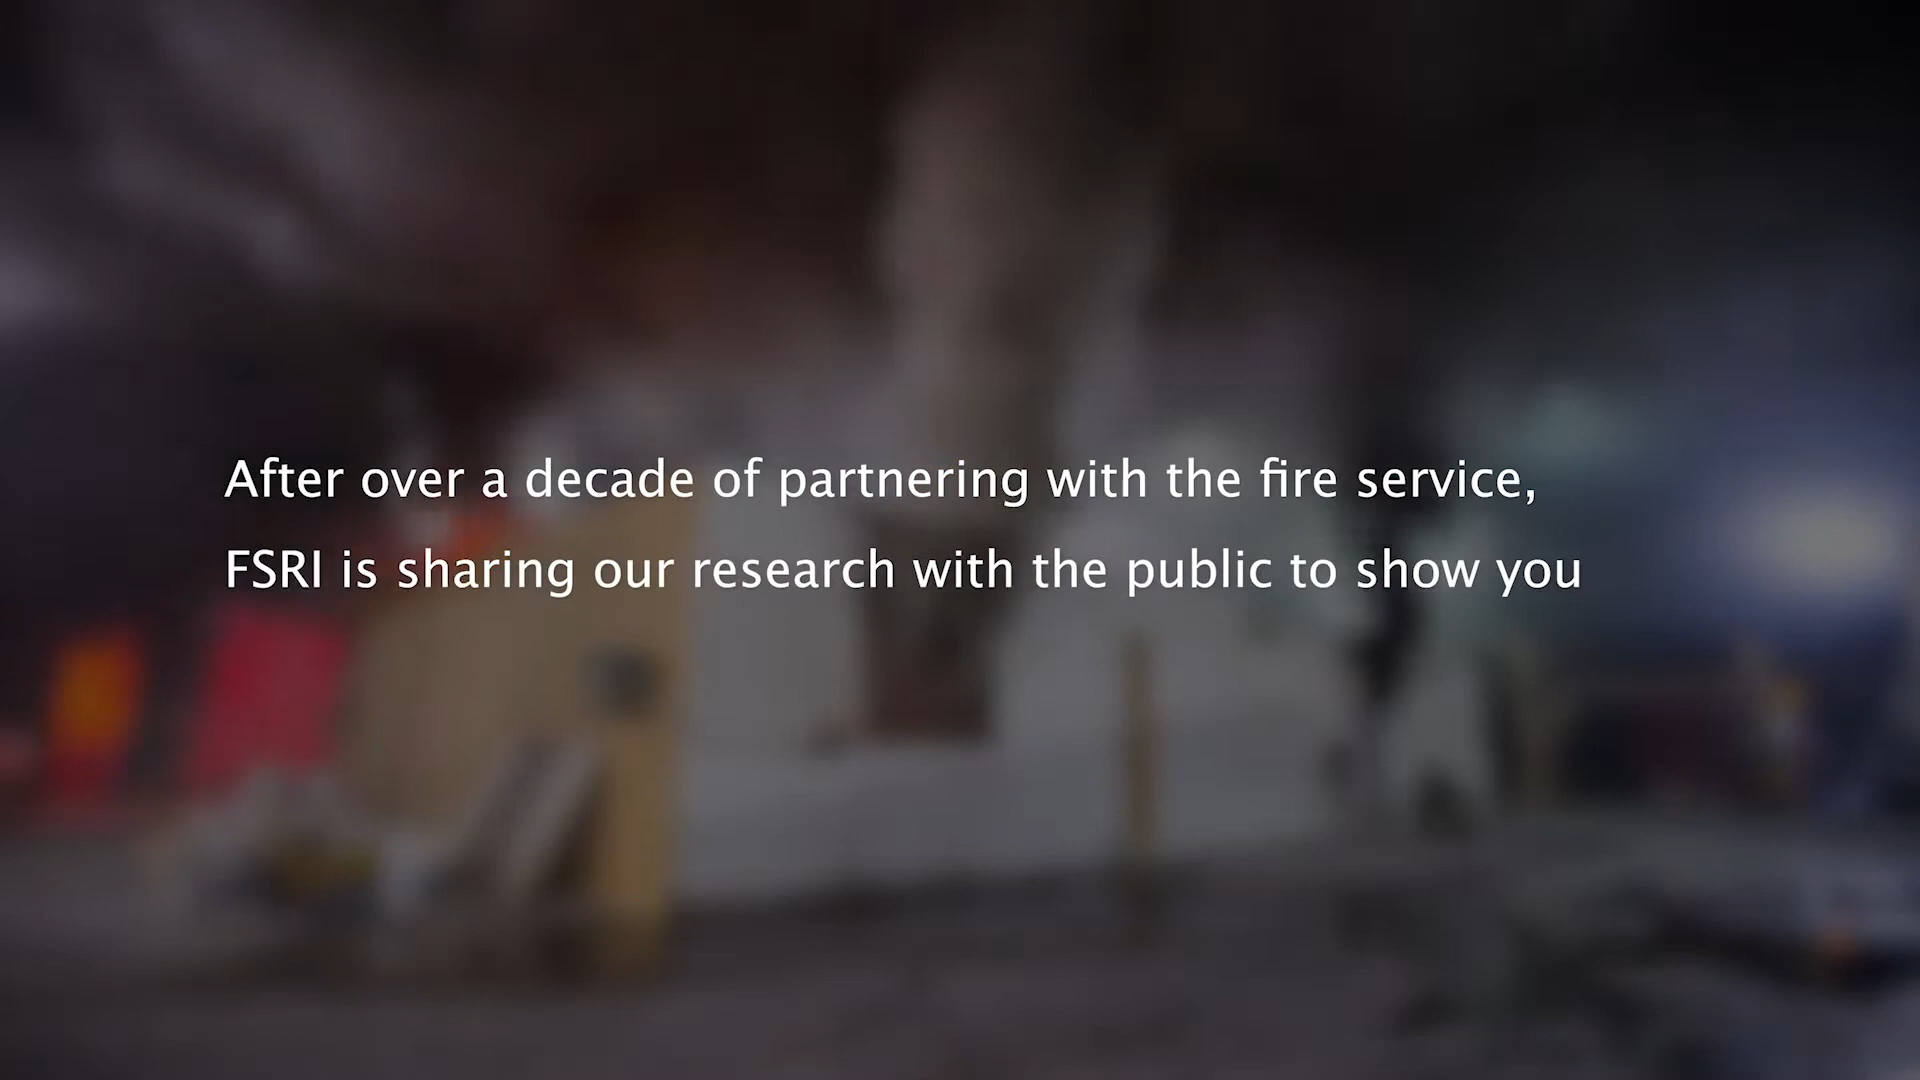 After over a decade of partnering with the fire service,
FSRI is sharing our research with the public to show you